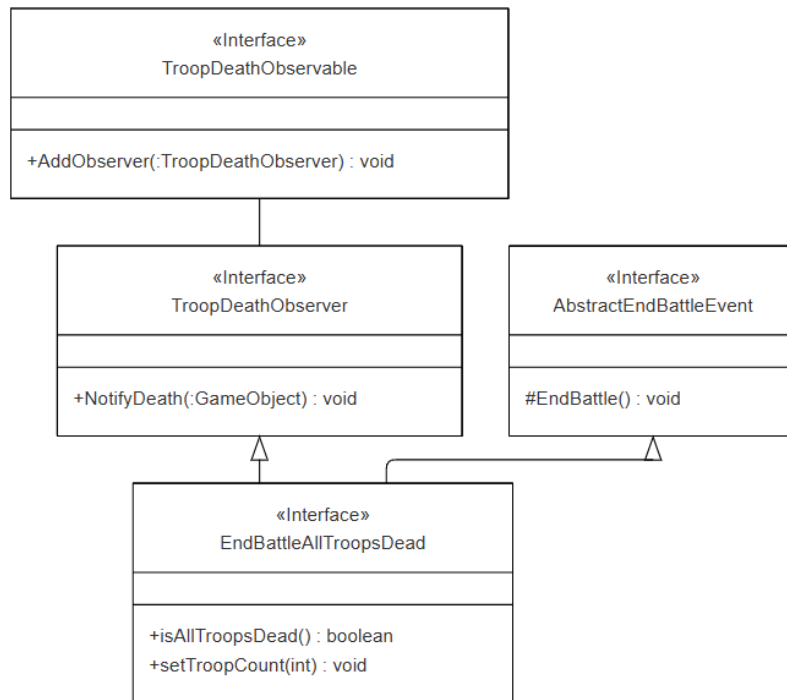 «Interface»
TroopDeathObservable
+AddObserver(:TroopDeathObserver) : void
«Interface»
TroopDeathObserver
+NotifyDeath(:GameObject) : void
«Interface»
AbstractEndBattleEvent
#EndBattle() : void
«Interface»
EndBattleAllTroopsDead
+isAllTroopsDead() : boolean
+setTroopCount(int) : void